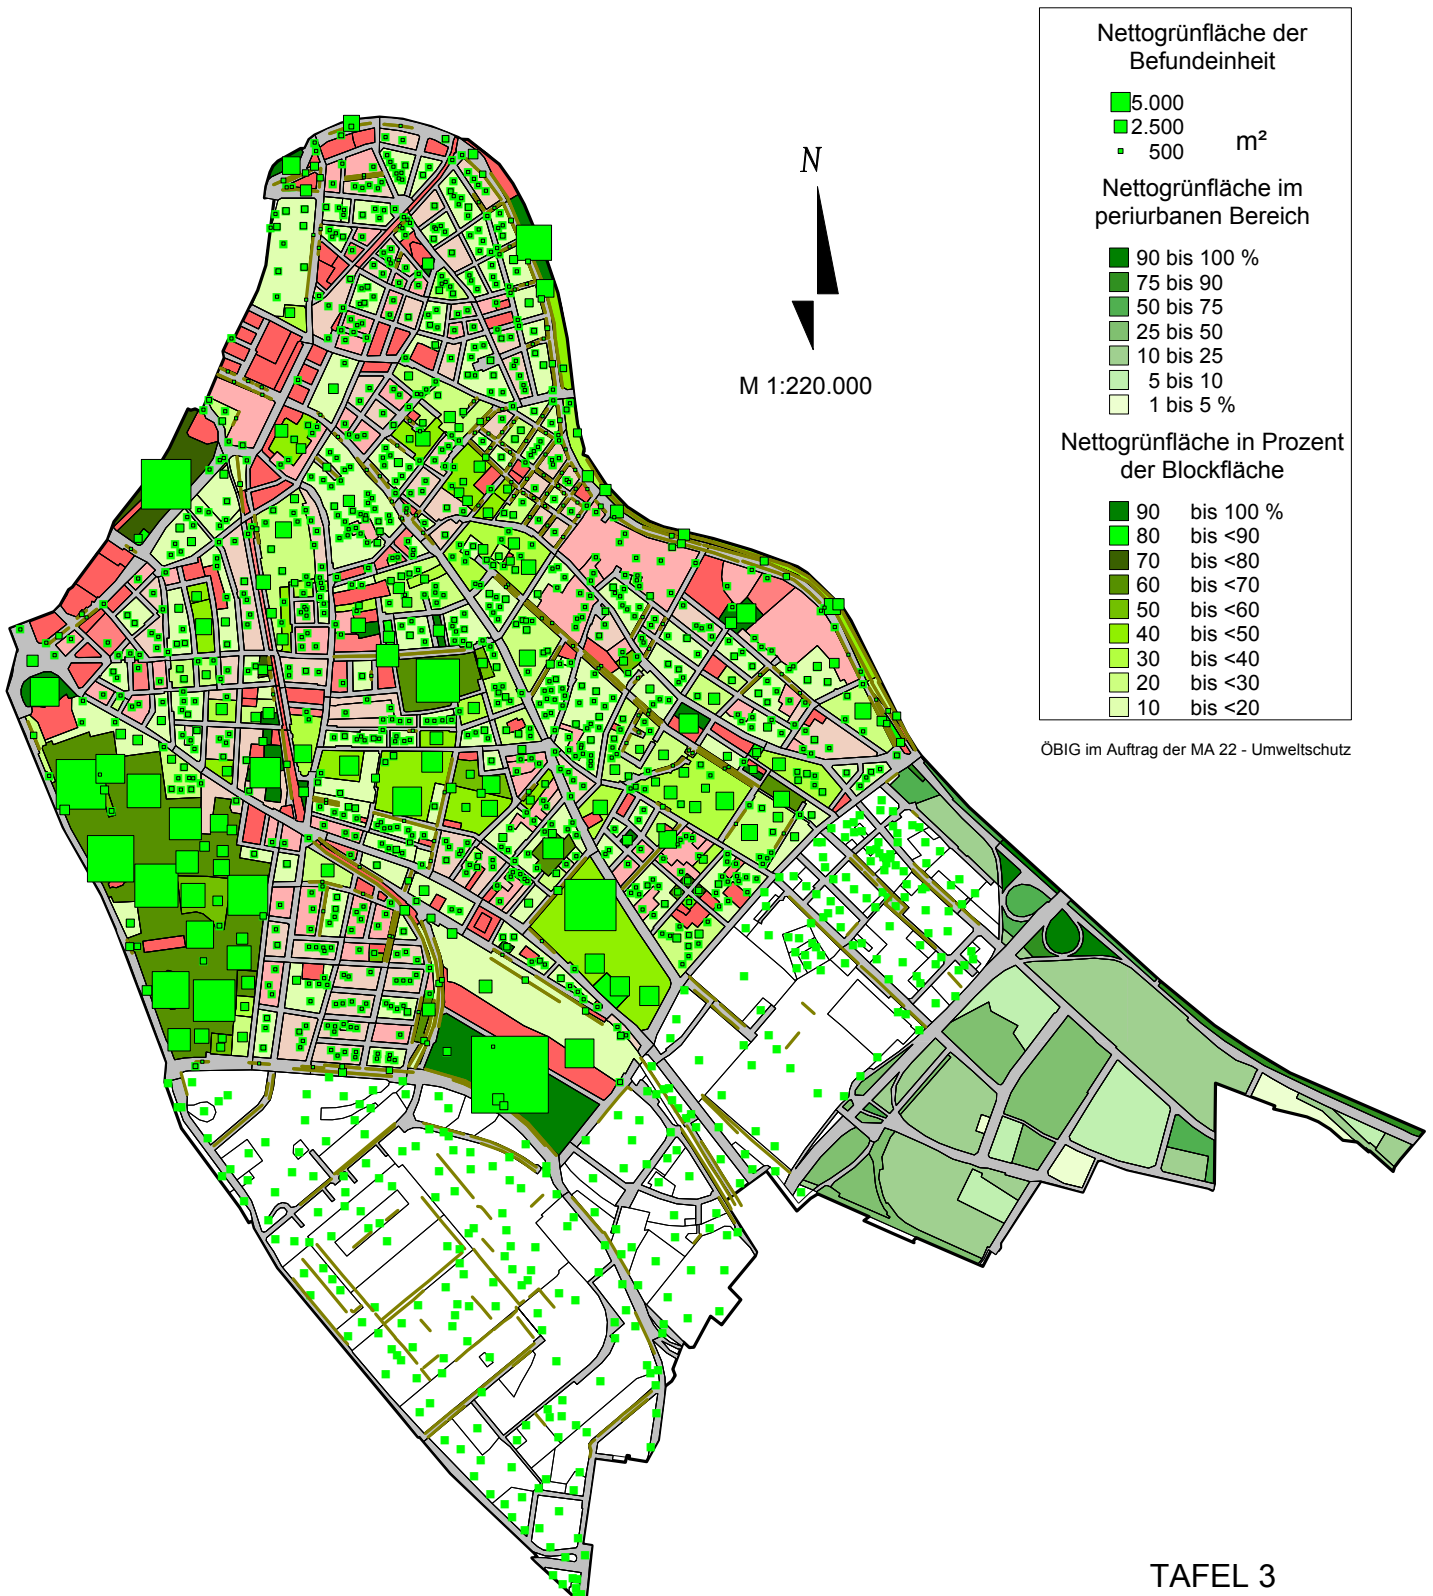 Nettogrünfläche der
Befundeinheit
5.000
2.500
500
m²
Nettogrünfläche im
periurbanen Bereich
90 bis 100 %
75 bis 90
50 bis 75
25 bis 50
10 bis 25
5 bis 10
1 bis 5 %
Nettogrünfläche in Prozent
der Blockfläche
90 bis 100 %
80 bis <90
70 bis <80
60 bis <70
50 bis <60
40 bis <50
30 bis <40
20 bis <30
10 bis <20
ÖBIG im Auftrag der MA 22 - Umweltschutz
N
M 1:220.000
TAFEL 3